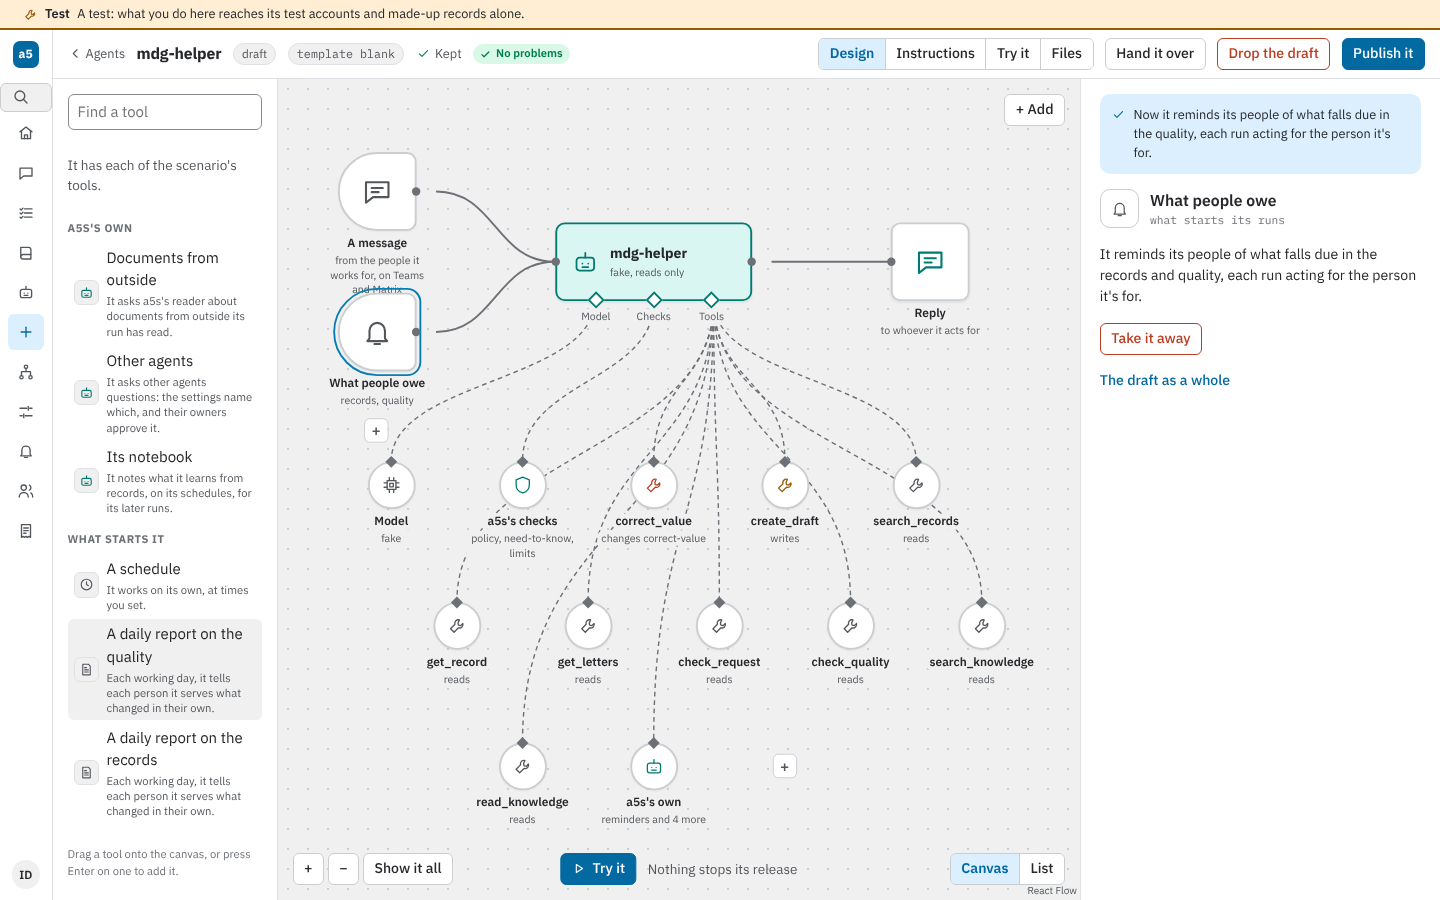 Test A test: what you do here reaches its test accounts and made-up records alone.
a5
Agents
mdg-helper
draft
template blank
Kept
No problems
Design
Instructions
Try it
Files
Hand it over
Drop the draft
Publish it
Find a tool
It has each of the scenario's
tools.
A5S'S OWN
Documents from
outside
It asks a5s's reader about
documents from outside its
run has read.
Other agents
It asks other agents
questions: the settings name
which, and their owners
approve it.
Its notebook
It notes what it learns from
records, on its schedules, for
its later runs.
WHAT STARTS IT
A schedule
It works on its own, at times
you set.
A daily report on the
quality
Each working day, it tells
each person it serves what
changed in their own.
A daily report on the
records
Each working day, it tells
each person it serves what
changed in their own.
Drag a tool onto the canvas, or press
Enter on one to add it.
ID
+ Add
A message
from the people it
works for, on Teams
and Matrix
What people owe
records, quality
mdg-helper
fake, reads only
Model
Checks
Tools
Reply
to whoever it acts for
Model
fake
a5s's checks
policy, need-to-know,
limits
correct_value
changes correct-value
create_draft
writes
search_records
reads
get_record
reads
get_letters
reads
check_request
reads
check_quality
reads
search_knowledge
reads
read_knowledge
reads
a5s's own
reminders and 4 more
+
−
Show it all
Try it
Nothing stops its release
Canvas
List
React Flow
Now it reminds its people of what falls due in
the quality, each run acting for the person it's
for.
What people owe
what starts its runs
It reminds its people of what falls due in the
records and quality, each run acting for the person
it's for.
Take it away
The draft as a whole